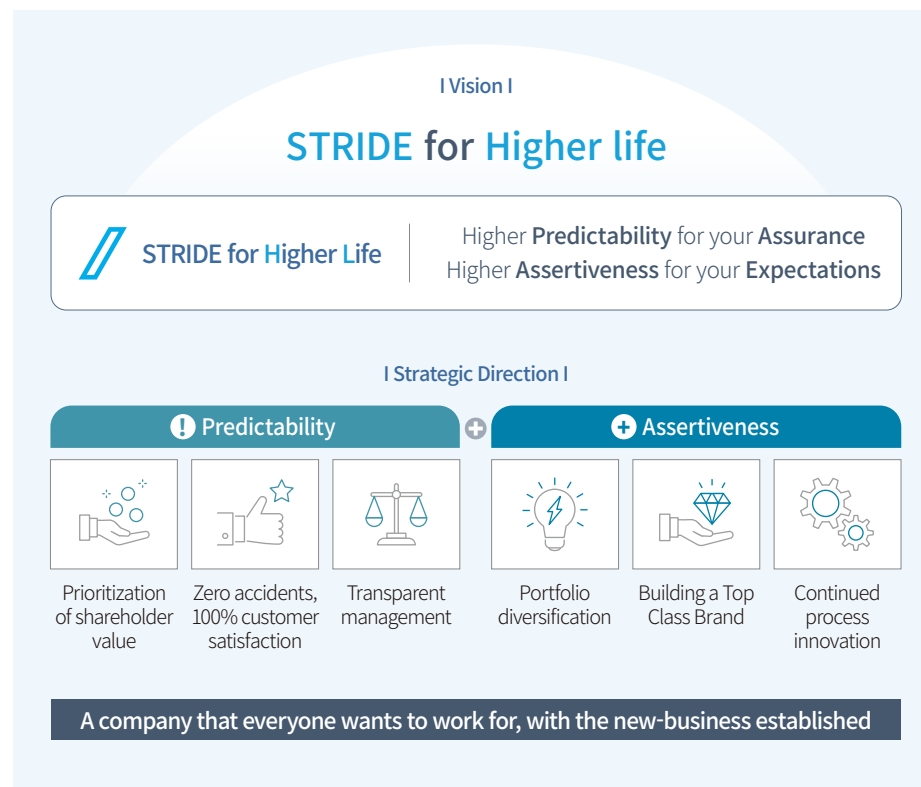 I Vision I
STRIDE for Higher life
STRIDE for Higher Life
Higher Predictability for your Assurance
Higher Assertiveness for your Expectations
I Strategic Direction I
! Predictability
+
+ Assertiveness
Prioritization
of shareholder
value
Zero accidents,
100% customer
satisfaction
Transparent
management
Portfolio
diversification
Building a Top
Class Brand
Continued
process
innovation
A company that everyone wants to work for, with the new-business established